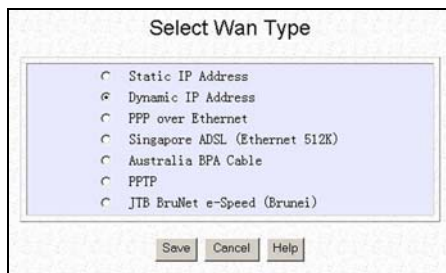 Select Wan Type
Static IP Address
Dynamic IP Address
PPP over Ethernet
Singapore ADSL (Ethernet 512K)
Australia BPA Cable
PPTP
JTB BruNet e-Speed (Brunei)
Save Cancel Help